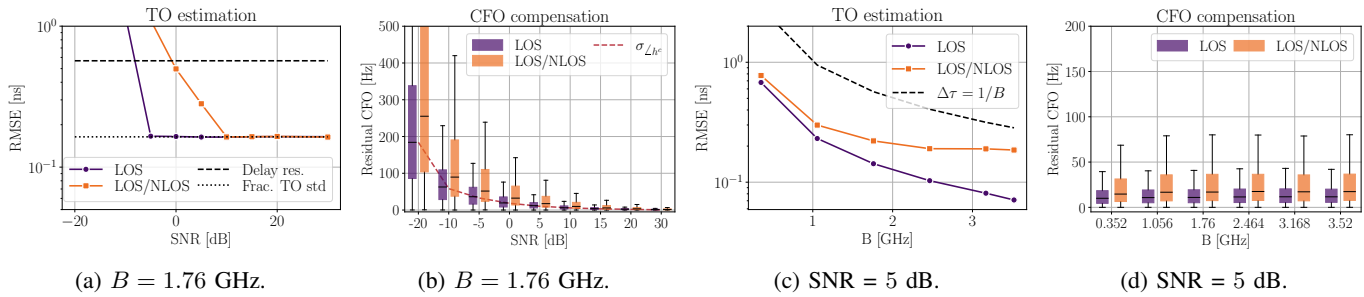 TO estimation
10⁰
10⁻¹
RMSE [ns]
LOS
LOS/NLOS
Delay res.
Frac. TO std
−20
0
20
SNR [dB]
(a) B = 1.76 GHz.
CFO compensation
500
400
300
200
100
0
Residual CFO [Hz]
LOS
LOS/NLOS
σ∠hᶜ
-20 -10 -5 0 5 10 15 20 30
SNR [dB]
(b) B = 1.76 GHz.
TO estimation
10⁰
10⁻¹
RMSE [ns]
LOS
LOS/NLOS
Δτ = 1/B
1 2 3
B [GHz]
(c) SNR = 5 dB.
CFO compensation
200
150
100
50
0
Residual CFO [Hz]
LOS
LOS/NLOS
0.352 1.056 1.76 2.464 3.168 3.52
B [GHz]
(d) SNR = 5 dB.